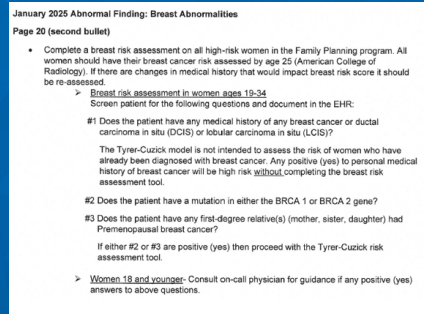 January 2025 Abnormal Finding: Breast Abnormalities
Page 20 (second bullet)
• Complete a breast risk assessment on all high-risk women in the Family Planning program. All
women should have their breast cancer risk assessed by age 25 (American College of
Radiology). If there are changes in medical history that would impact breast risk score it should
be re-assessed.
➢ Breast risk assessment in women ages 19-34
Screen patient for the following questions and document in the EHR:
#1 Does the patient have any medical history of any breast cancer or ductal
carcinoma in situ (DCIS) or lobular carcinoma in situ (LCIS)?
The Tyrer-Cuzick model is not intended to assess the risk of women who have
already been diagnosed with breast cancer. Any positive (yes) to personal medical
history of breast cancer will be high risk without completing the breast risk
assessment tool.
#2 Does the patient have a mutation in either the BRCA 1 or BRCA 2 gene?
#3 Does the patient have any first-degree relative(s) (mother, sister, daughter) had
Premenopausal breast cancer?
If either #2 or #3 are positive (yes) then proceed with the Tyrer-Cuzick risk
assessment tool.
➢ Women 18 and younger- Consult on-call physician for guidance if any positive (yes)
answers to above questions.